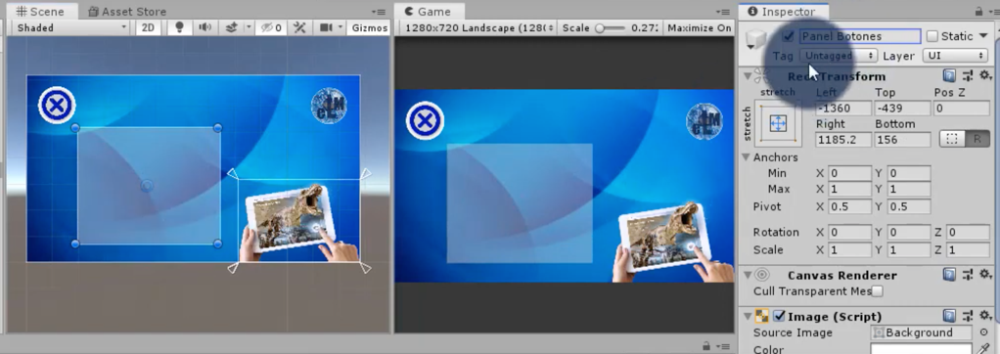 Scene
Asset Store
Game
Inspector
Shaded
2D
0
Gizmos
1280x720 Landscape (128(
Scale
0.27:
Maximize On
Panel Botones
Static
Tag
Untagged
Layer
UI
Rect Transform
stretch
Left
Top
Pos Z
stretch
-1360
-439
0
Right
Bottom
1185.2
156
R
Anchors
Min
X 0
Y 0
Max
X 1
Y 1
Pivot
X 0.5
Y 0.5
Rotation
X 0
Y 0
Z 0
Scale
X 1
Y 1
Z 1
Canvas Renderer
Cull Transparent Mes
Image (Script)
Source Image
Background
Color